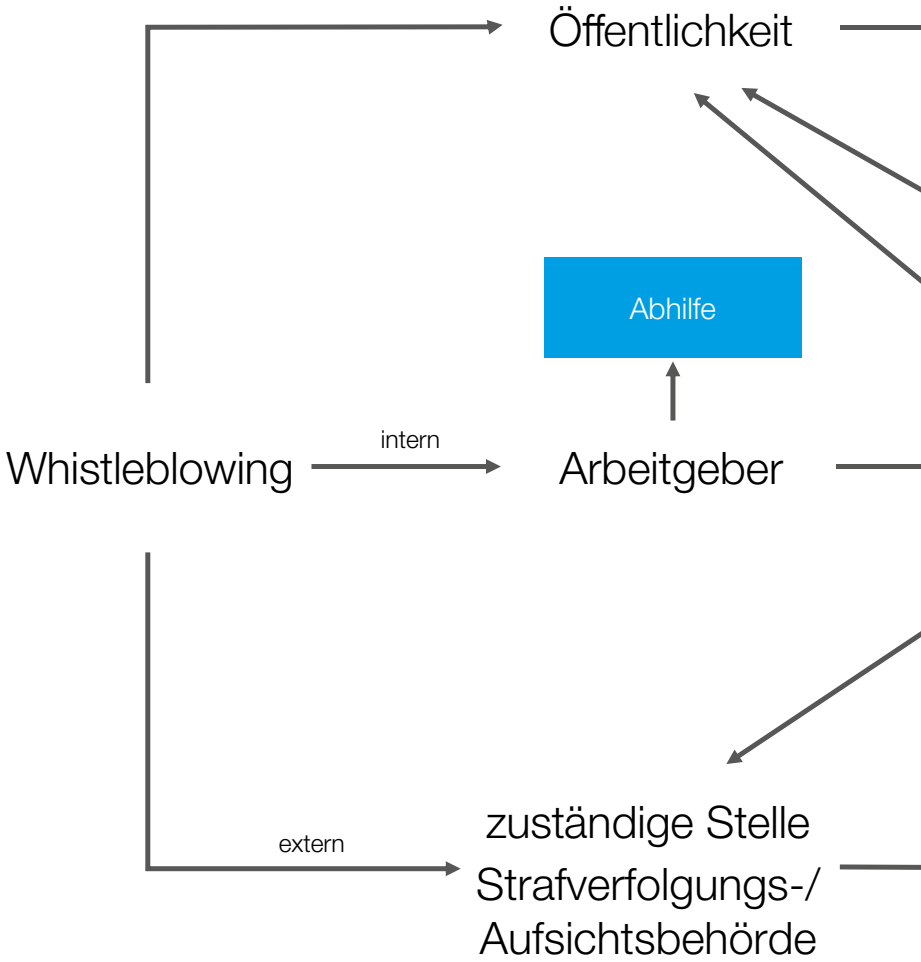 Öffentlichkeit
Abhilfe
intern
Whistleblowing
Arbeitgeber
extern
zuständige Stelle
Strafverfolgungs-/
Aufsichtsbehörde